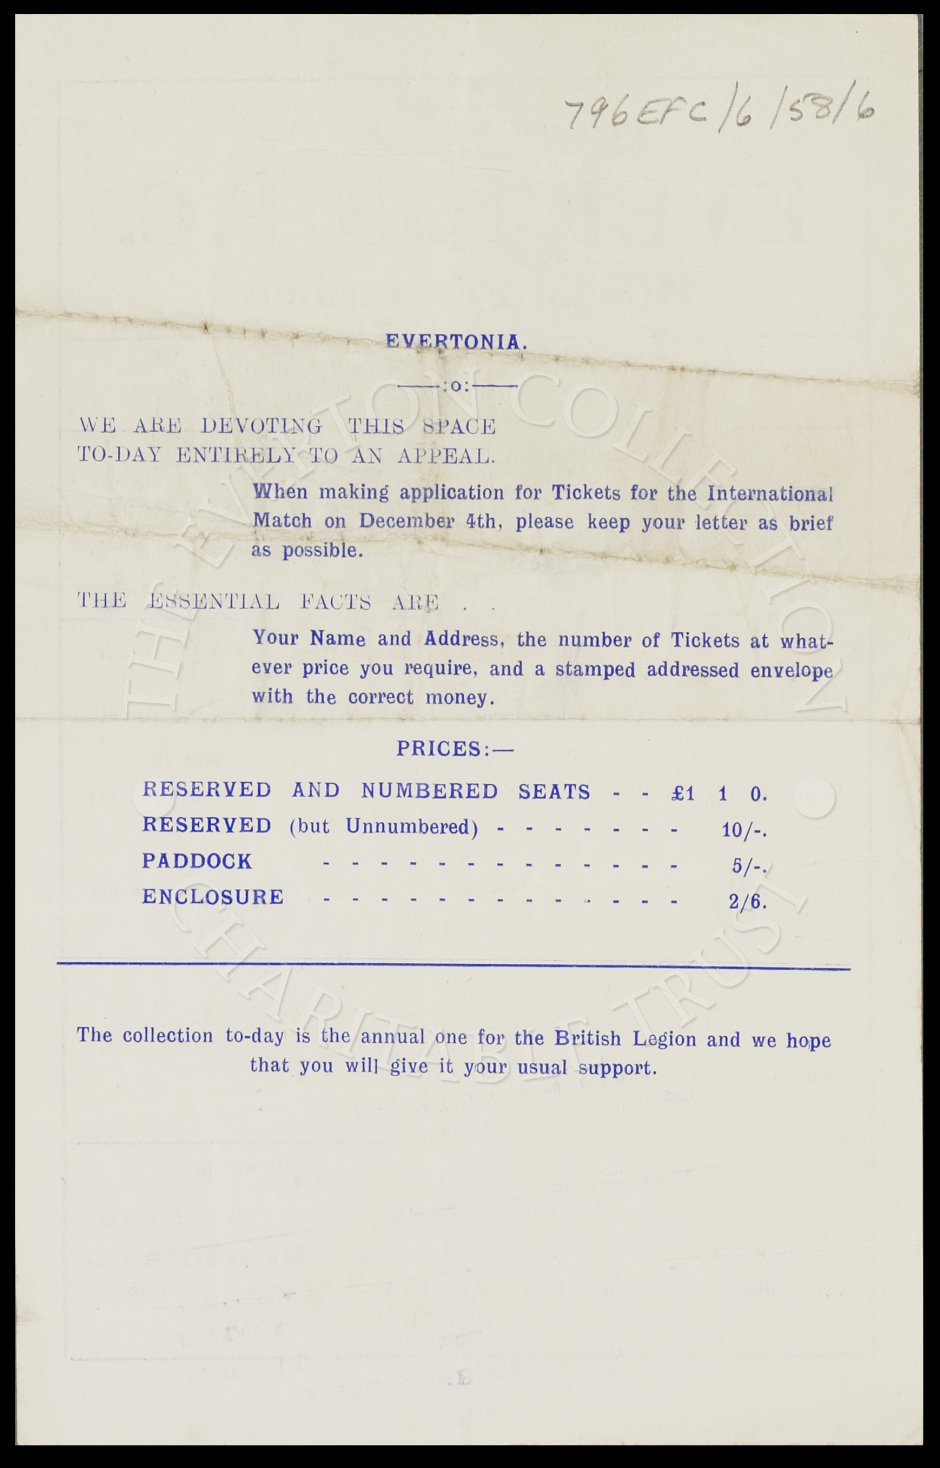 796 EFC/6/58/6
EVERTONIA.
——:o:——
WE ARE DEVOTING THIS SPACE
TO-DAY ENTIRELY TO AN APPEAL.
When making application for Tickets for the International
Match on December 4th, please keep your letter as brief
as possible.
THE ESSENTIAL FACTS ARE . .
Your Name and Address, the number of Tickets at what-
ever price you require, and a stamped addressed envelope
with the correct money.
PRICES:—
RESERVED AND NUMBERED SEATS - - £1 1 0.
RESERVED (but Unnumbered) - - - - - - - 10/-.
PADDOCK - - - - - - - - - - - - - 5/-.
ENCLOSURE - - - - - - - - - - - - - 2/6.
The collection to-day is the annual one for the British Legion and we hope
that you will give it your usual support.
THE EVERTON COLLECTION
CHARITABLE TRUST